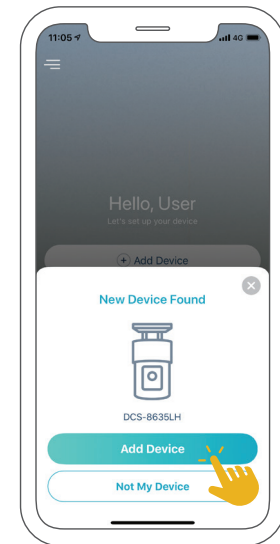 11:05
4G
Hello, User
Let's set up your device
Add Device
New Device Found
DCS-8635LH
Add Device
Not My Device